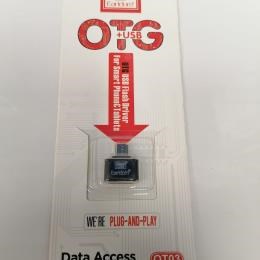 Earldom
OTG
+USB
OTG USB Flash Driver
For Smart Phone&Tablets
Earldom
WE'RE PLUG-AND-PLAY
Data Access
OT03